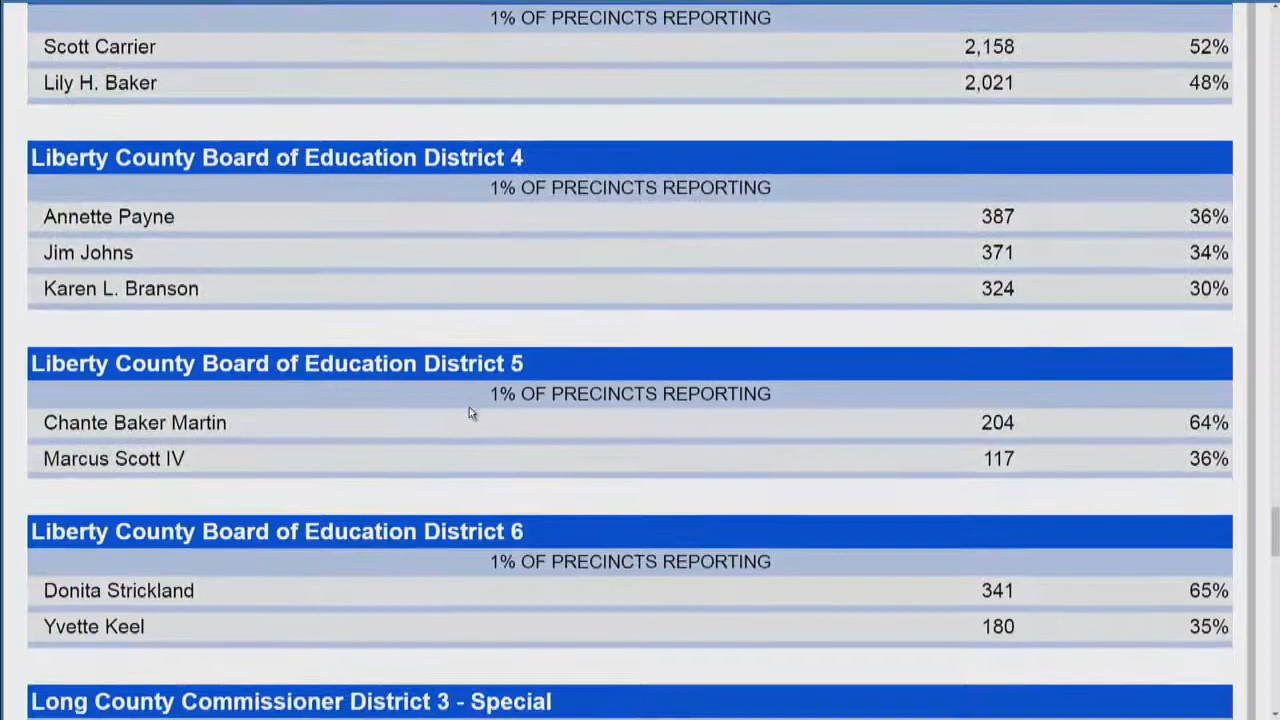 1% OF PRECINCTS REPORTING
Scott Carrier 2,158 52%
Lily H. Baker 2,021 48%
Liberty County Board of Education District 4
1% OF PRECINCTS REPORTING
Annette Payne 387 36%
Jim Johns 371 34%
Karen L. Branson 324 30%
Liberty County Board of Education District 5
1% OF PRECINCTS REPORTING
Chante Baker Martin 204 64%
Marcus Scott IV 117 36%
Liberty County Board of Education District 6
1% OF PRECINCTS REPORTING
Donita Strickland 341 65%
Yvette Keel 180 35%
Long County Commissioner District 3 - Special